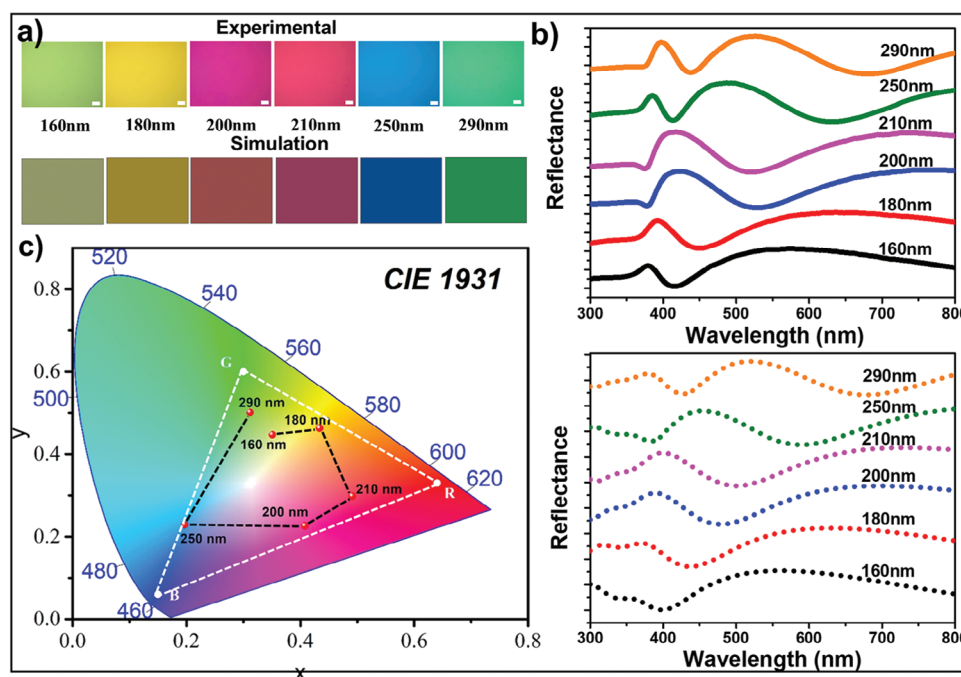 a)
Experimental
160nm 180nm 200nm 210nm 250nm 290nm
Simulation
b)
Reflectance
290nm
250nm
210nm
200nm
180nm
160nm
300 400 500 600 700 800
Wavelength (nm)
Reflectance
290nm
250nm
210nm
200nm
180nm
160nm
300 400 500 600 700 800
Wavelength (nm)
c)
CIE 1931
y
0.8
0.6
0.4
0.2
0.0
520
540
560
580
600
620
500
480
460
G
R
B
290 nm
180 nm
160 nm
210 nm
200 nm
250 nm
0.0 0.2 0.4 0.6 0.8
x